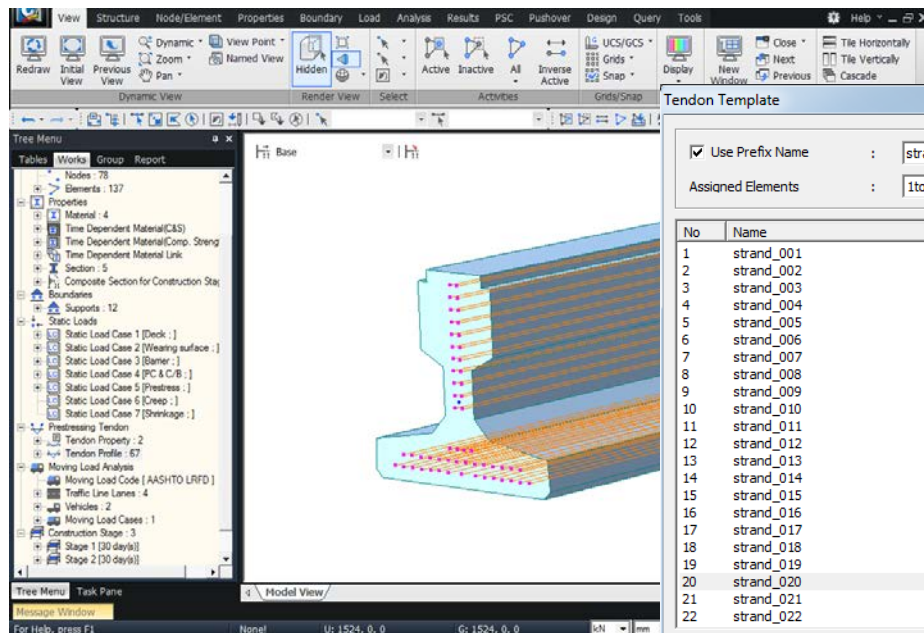 View Structure Node/Element Properties Boundary Load Analysis Results PSC Pushover Design Query Tools Help
Redraw Initial View Previous View Dynamic Zoom Pan View Point Named View
Hidden
Active Inactive All Inverse Active
UCS/GCS Grids Snap
Display
New Window Close Next Previous Tile Horizontally Tile Vertically Cascade
Dynamic View Render View Select Activities Grids/Snap
Tree Menu
Tables Works Group Report
Nodes : 78
Elements : 137
Properties
Material : 4
Time Dependent Material(C&S)
Time Dependent Material(Comp. Streng
Time Dependent Material Link
Section : 5
Composite Section for Construction Stag
Boundaries
Supports : 12
Static Loads
Static Load Case 1 [Deck ; ]
Static Load Case 2 [Wearing surface ; ]
Static Load Case 3 [Barrier ; ]
Static Load Case 4 [PC & C/B ; ]
Static Load Case 5 [Prestress ; ]
Static Load Case 6 [Creep ; ]
Static Load Case 7 [Shrinkage ; ]
Prestressing Tendon
Tendon Property : 2
Tendon Profile : 67
Moving Load Analysis
Moving Load Code [ AASHTO LRFD ]
Traffic Line Lanes : 4
Vehicles : 2
Moving Load Cases : 1
Construction Stage : 3
Stage 1 [30 day(s)]
Stage 2 [30 day(s)]
Tree Menu Task Pane
Message Window
For Help, press F1
Base
Model View
None! U: 1524, 0, 0 G: 1524, 0, 0 kN mm
Tendon Template
Use Prefix Name : stra
Assigned Elements : 1to
No Name
1 strand_001
2 strand_002
3 strand_003
4 strand_004
5 strand_005
6 strand_006
7 strand_007
8 strand_008
9 strand_009
10 strand_010
11 strand_011
12 strand_012
13 strand_013
14 strand_014
15 strand_015
16 strand_016
17 strand_017
18 strand_018
19 strand_019
20 strand_020
21 strand_021
22 strand_022